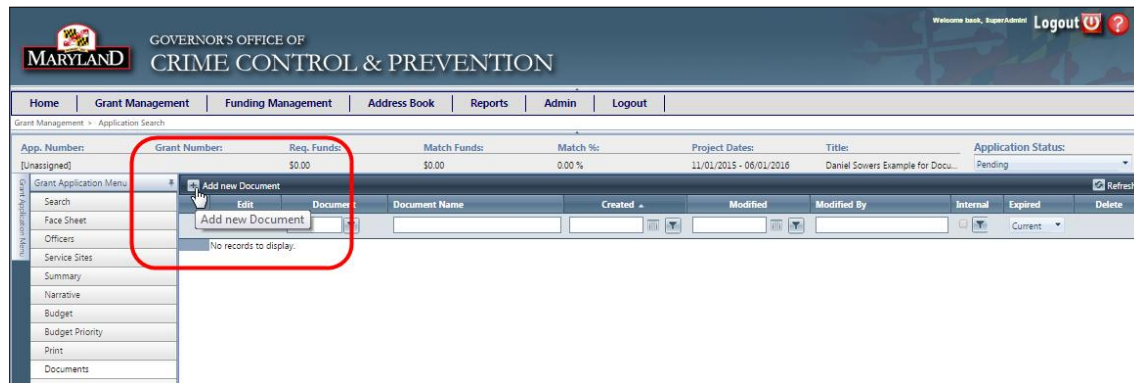 Welcome back, SuperAdmin! Logout
MARYLAND
GOVERNOR'S OFFICE OF
CRIME CONTROL & PREVENTION
Home | Grant Management | Funding Management | Address Book | Reports | Admin | Logout |
Grant Management > Application Search
App. Number: Grant Number: Req. Funds: Match Funds: Match %: Project Dates: Title: Application Status:
[Unassigned] $0.00 $0.00 0.00 % 11/01/2015 - 06/01/2016 Daniel Sowers Example for Docu... Pending
Grant Application Menu
Grant Application Menu
Add new Document Refresh
Search
Edit Document Document Name Created Modified Modified By Internal Expired Delete
Face Sheet
Add new Document
Current
Officers
No records to display.
Service Sites
Summary
Narrative
Budget
Budget Priority
Print
Documents